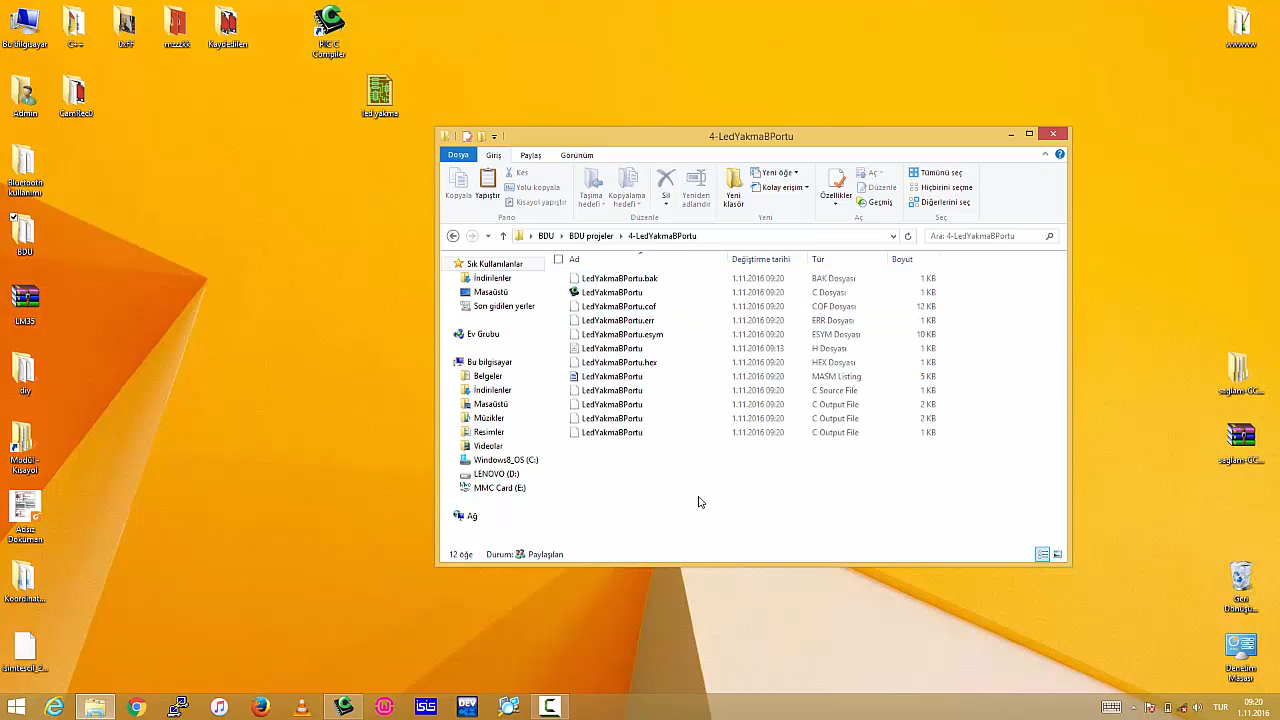 Bu bilgisayar
C++
0xFF
mzzzkk
Kaydedilen
PIC C
Compiler
wwwww
Admin
CamRec0
led yakma
Bluetooth
kullanımı
BDU
LM35
diy
Modül -
Kısayol
Adsız
Doküman
Koordinat...
isimtescil_2...
saglam-CC...
saglam-CC...
Geri
Dönüşü...
Denetim
Masası
4-LedYakmaBPortu
Dosya
Giriş
Paylaş
Görünüm
Kopyala
Yapıştır
Kes
Yolu kopyala
Kısayol yapıştır
Pano
Taşıma
hedefi
Kopyalama
hedefi
Sil
Yeniden
adlandır
Düzenle
Yeni
klasör
Yeni öğe
Kolay erişim
Yeni
Özellikler
Aç
Düzenle
Geçmiş
Aç
Tümünü seç
Hiçbirini seçme
Diğerlerini seç
Seç
BDU
BDU projeler
4-LedYakmaBPortu
Ara: 4-LedYakmaBPortu
Sık Kullanılanlar
İndirilenler
Masaüstü
Son gidilen yerler
Ev Grubu
Bu bilgisayar
Belgeler
İndirilenler
Masaüstü
Müzikler
Resimler
Videolar
Windows8_OS (C:)
LENOVO (D:)
MMC Card (E:)
Ağ
Ad Değiştirme tarihi Tür Boyut
LedYakmaBPortu.bak 1.11.2016 09:20 BAK Dosyası 1 KB
LedYakmaBPortu 1.11.2016 09:20 C Dosyası 1 KB
LedYakmaBPortu.cof 1.11.2016 09:20 COF Dosyası 12 KB
LedYakmaBPortu.err 1.11.2016 09:20 ERR Dosyası 1 KB
LedYakmaBPortu.esym 1.11.2016 09:20 ESYM Dosyası 10 KB
LedYakmaBPortu 1.11.2016 09:13 H Dosyası 1 KB
LedYakmaBPortu.hex 1.11.2016 09:20 HEX Dosyası 1 KB
LedYakmaBPortu 1.11.2016 09:20 MASM Listing 5 KB
LedYakmaBPortu 1.11.2016 09:20 C Source File 1 KB
LedYakmaBPortu 1.11.2016 09:20 C Output File 2 KB
LedYakmaBPortu 1.11.2016 09:20 C Output File 2 KB
LedYakmaBPortu 1.11.2016 09:20 C Output File 1 KB
12 öğe
Durum: Paylaşılan
isis
DEV
TUR
09:20
1.11.2016